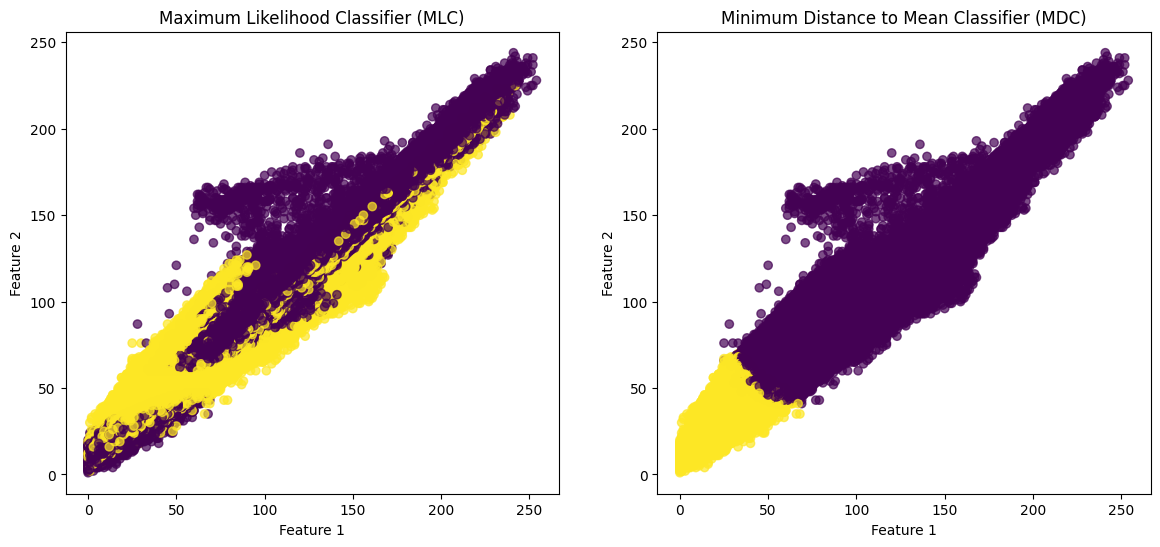 Maximum Likelihood Classifier (MLC)
250
200
150
100
50
0
0 50 100 150 200 250
Feature 1
Feature 2
Minimum Distance to Mean Classifier (MDC)
250
200
150
100
50
0
0 50 100 150 200 250
Feature 1
Feature 2